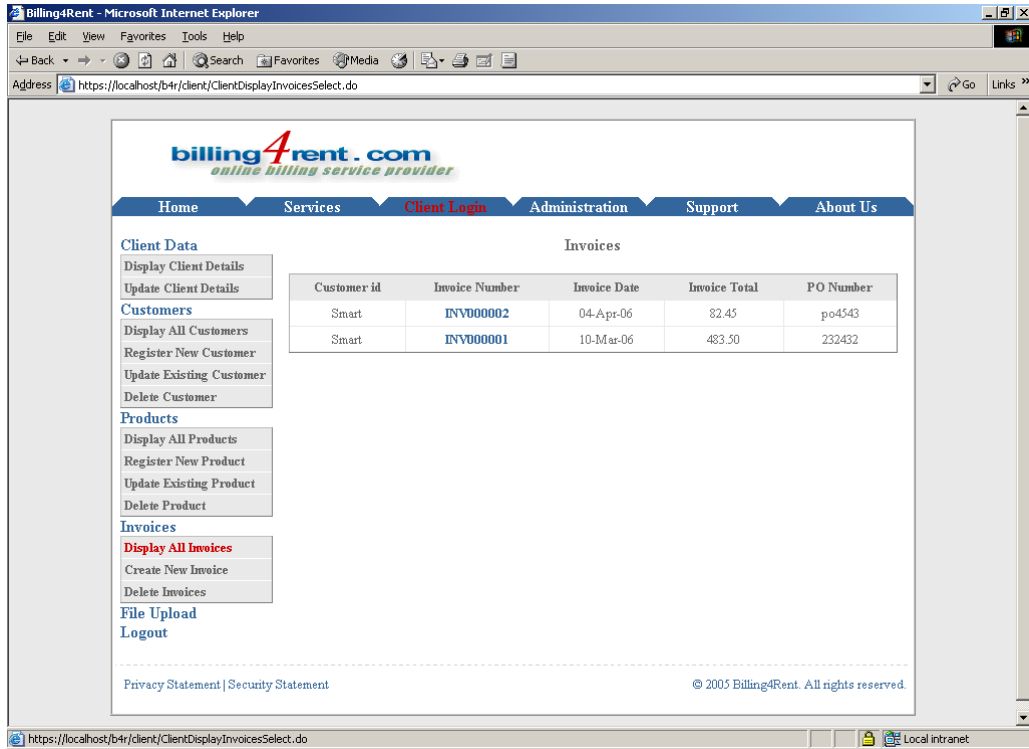 Billing4Rent - Microsoft Internet Explorer
File Edit View Favorites Tools Help
Back Search Favorites Media
Address https://localhost/b4r/client/ClientDisplayInvoicesSelect.do Go Links »
billing4rent.com
online billing service provider
Home Services Client Login Administration Support About Us
Client Data
Display Client Details
Update Client Details
Customers
Display All Customers
Register New Customer
Update Existing Customer
Delete Customer
Products
Display All Products
Register New Product
Update Existing Product
Delete Product
Invoices
Display All Invoices
Create New Invoice
Delete Invoices
File Upload
Logout
Invoices
Customer id Invoice Number Invoice Date Invoice Total PO Number
Smart INV000002 04-Apr-06 82.45 po4543
Smart INV000001 10-Mar-06 483.50 232432
Privacy Statement | Security Statement
© 2005 Billing4Rent. All rights reserved.
https://localhost/b4r/client/ClientDisplayInvoicesSelect.do Local intranet